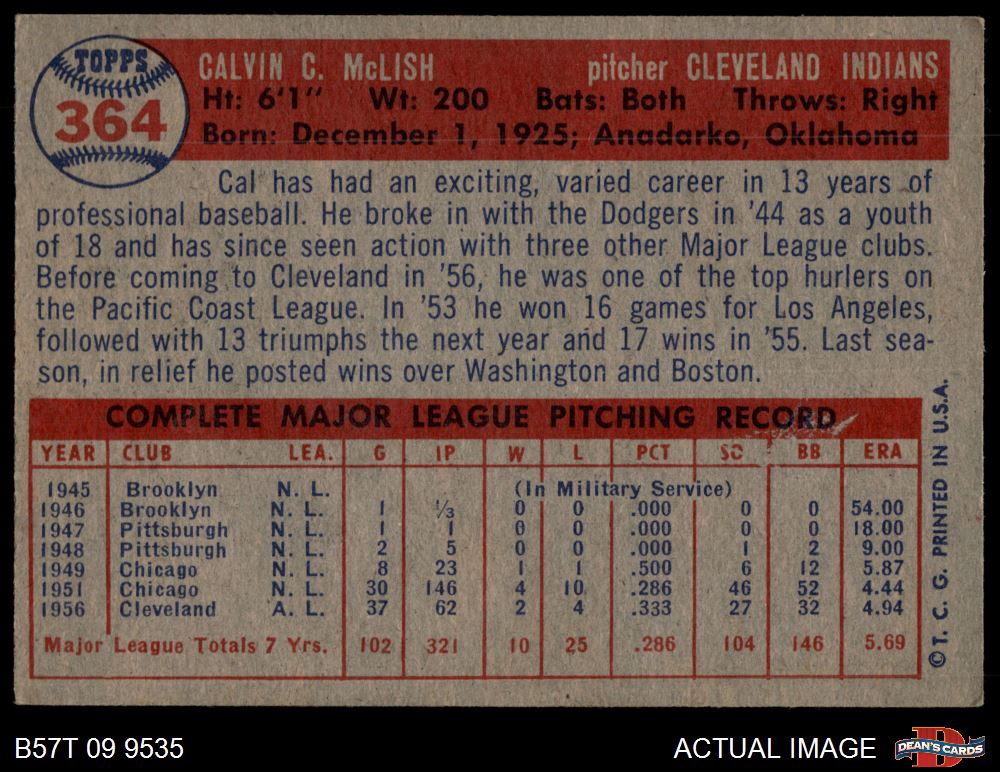 TOPPS
364
CALVIN C. McLISH pitcher CLEVELAND INDIANS
Ht: 6'1" Wt: 200 Bats: Both Throws: Right
Born: December 1, 1925; Anadarko, Oklahoma
Cal has had an exciting, varied career in 13 years of
professional baseball. He broke in with the Dodgers in '44 as a youth
of 18 and has since seen action with three other Major League clubs.
Before coming to Cleveland in '56, he was one of the top hurlers on
the Pacific Coast League. In '53 he won 16 games for Los Angeles,
followed with 13 triumphs the next year and 17 wins in '55. Last sea-
son, in relief he posted wins over Washington and Boston.
COMPLETE MAJOR LEAGUE PITCHING RECORD
YEAR CLUB LEA. G IP W L PCT SO BB ERA
1945 Brooklyn N. L. (In Military Service)
1946 Brooklyn N. L. 1 1/3 0 0 .000 0 0 54.00
1947 Pittsburgh N. L. 1 1 0 0 .000 0 0 18.00
1948 Pittsburgh N. L. 2 5 0 0 .000 1 2 9.00
1949 Chicago N. L. 8 23 1 1 .500 6 12 5.87
1951 Chicago N. L. 30 146 4 10 .286 46 52 4.44
1956 Cleveland A. L. 37 62 2 4 .333 27 32 4.94
Major League Totals 7 Yrs. 102 321 10 25 .286 104 146 5.69
© T. C. G. PRINTED IN U.S.A.
B57T 09 9535 ACTUAL IMAGE DEAN'S CARDS